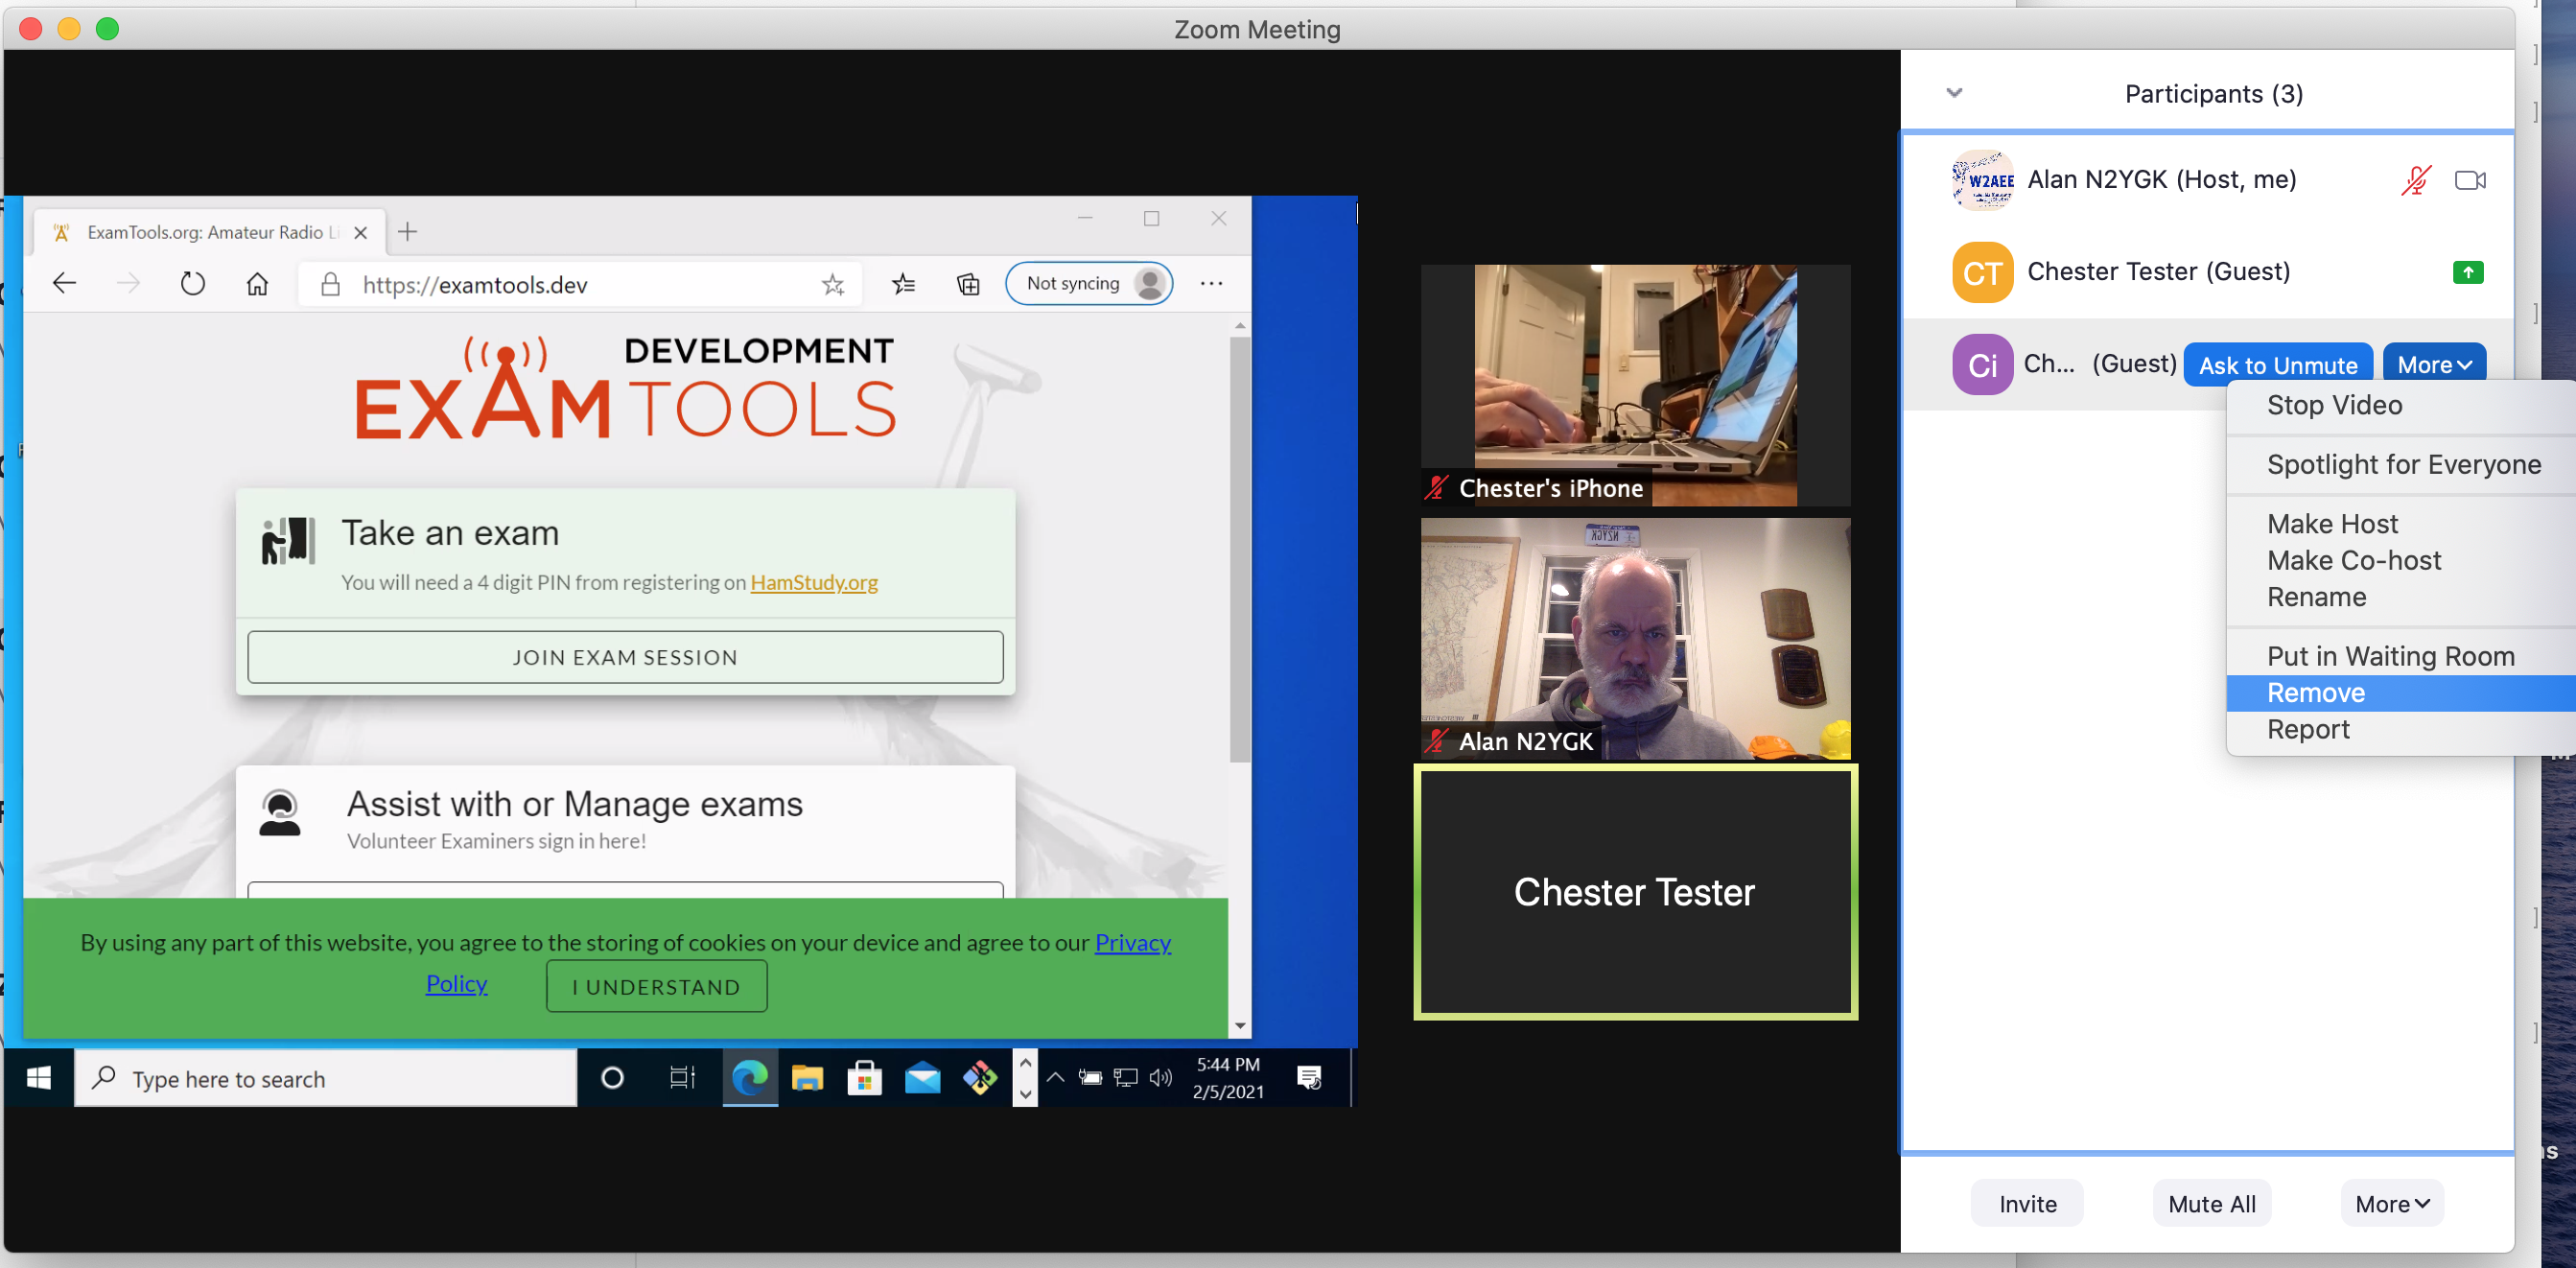 Zoom Meeting
ExamTools.org: Amateur Radio Li
https://examtools.dev
Not syncing
DEVELOPMENT
EXAMTOOLS
Take an exam
You will need a 4 digit PIN from registering on HamStudy.org
JOIN EXAM SESSION
Assist with or Manage exams
Volunteer Examiners sign in here!
By using any part of this website, you agree to the storing of cookies on your device and agree to our Privacy
Policy
I UNDERSTAND
Type here to search
5:44 PM
2/5/2021
Chester's iPhone
N2YGK
Alan N2YGK
Chester Tester
Participants (3)
W2AEE
Alan N2YGK (Host, me)
CT
Chester Tester (Guest)
Ci
Ch... (Guest)
Ask to Unmute
More
Stop Video
Spotlight for Everyone
Make Host
Make Co-host
Rename
Put in Waiting Room
Remove
Report
Invite
Mute All
More